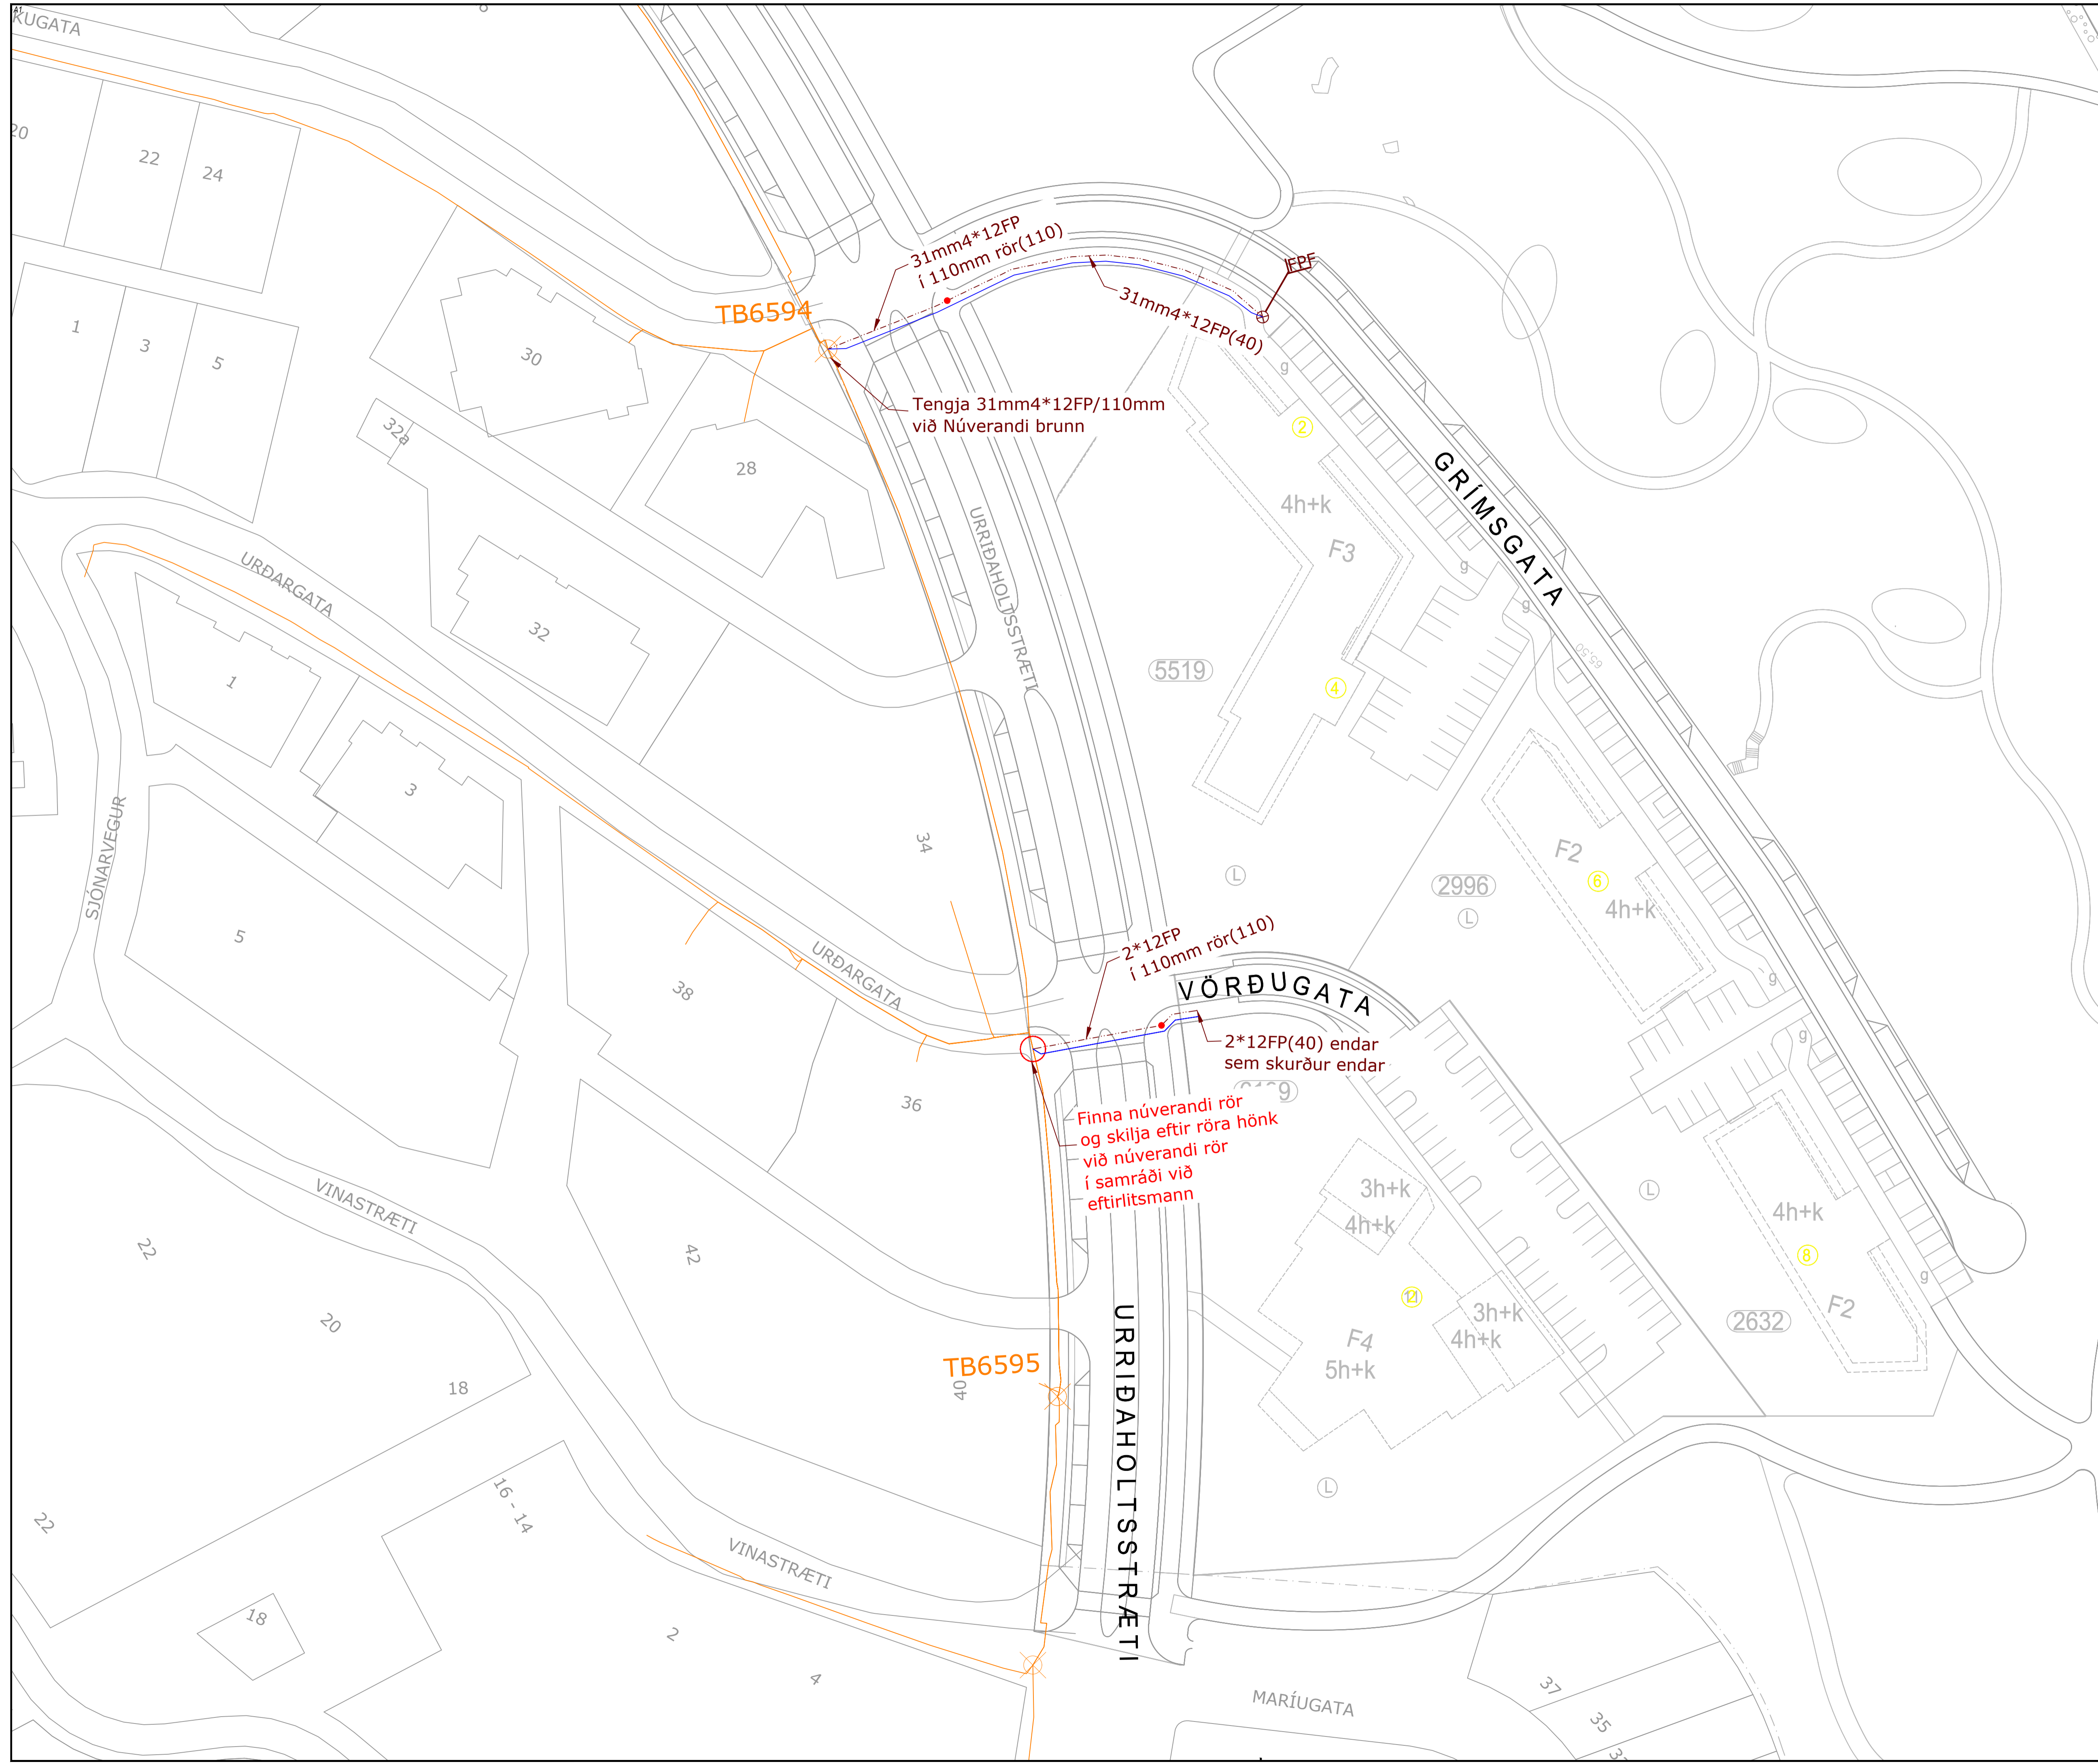 A1
KUGATA
20
22
24
1
3
5
30
32a
28
32
TB6594
31mm4*12FP
í 110mm rör(110)
31mm4*12FP(40)
FPF
Tengja 31mm4*12FP/110mm
við Núverandi brunn
URRIÐAHOLTSSTRÆTI
GRÍMSGATA
g
2
4h+k
F3
g
g
65,50
5519
4
URÐARGATA
1
3
SJÓNARVEGUR
5
34
38
URÐARGATA
36
L
2996
L
F2
6
4h+k
g
g
2*12FP
í 110mm rör(110)
VÖRÐUGATA
2*12FP(40) endar
sem skurður endar
Finna núverandi rör
og skilja eftir röra hönk
við núverandi rör
í samráði við
eftirlitsmann
3h+k
4h+k
3h+k
4h+k
F4
5h+k
L
4h+k
8
F2
g
2632
L
VINASTRÆTI
22
20
18
42
40
TB6595
URRIÐAHOLTSSTRÆTI
16 - 14
22
18
VINASTRÆTI
2
4
MARÍUGATA
37
35